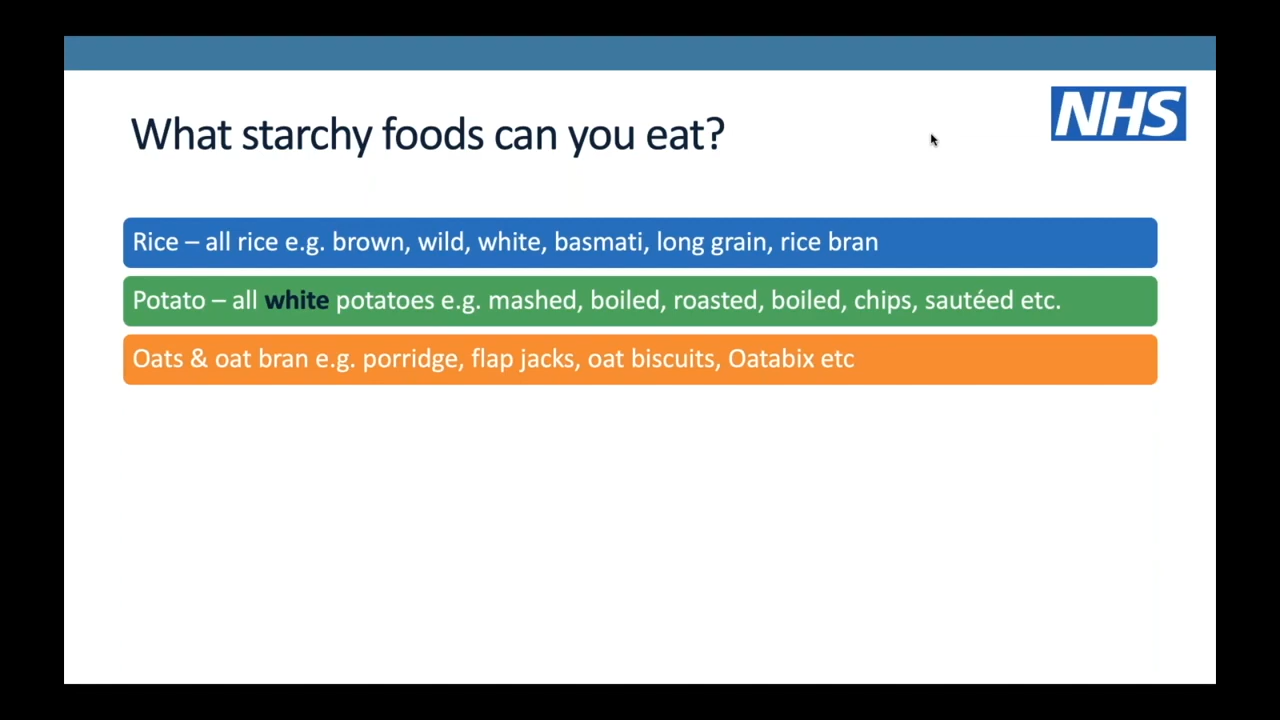 NHS
What starchy foods can you eat?
Rice – all rice e.g. brown, wild, white, basmati, long grain, rice bran
Potato – all white potatoes e.g. mashed, boiled, roasted, boiled, chips, sautéed etc.
Oats & oat bran e.g. porridge, flap jacks, oat biscuits, Oatabix etc